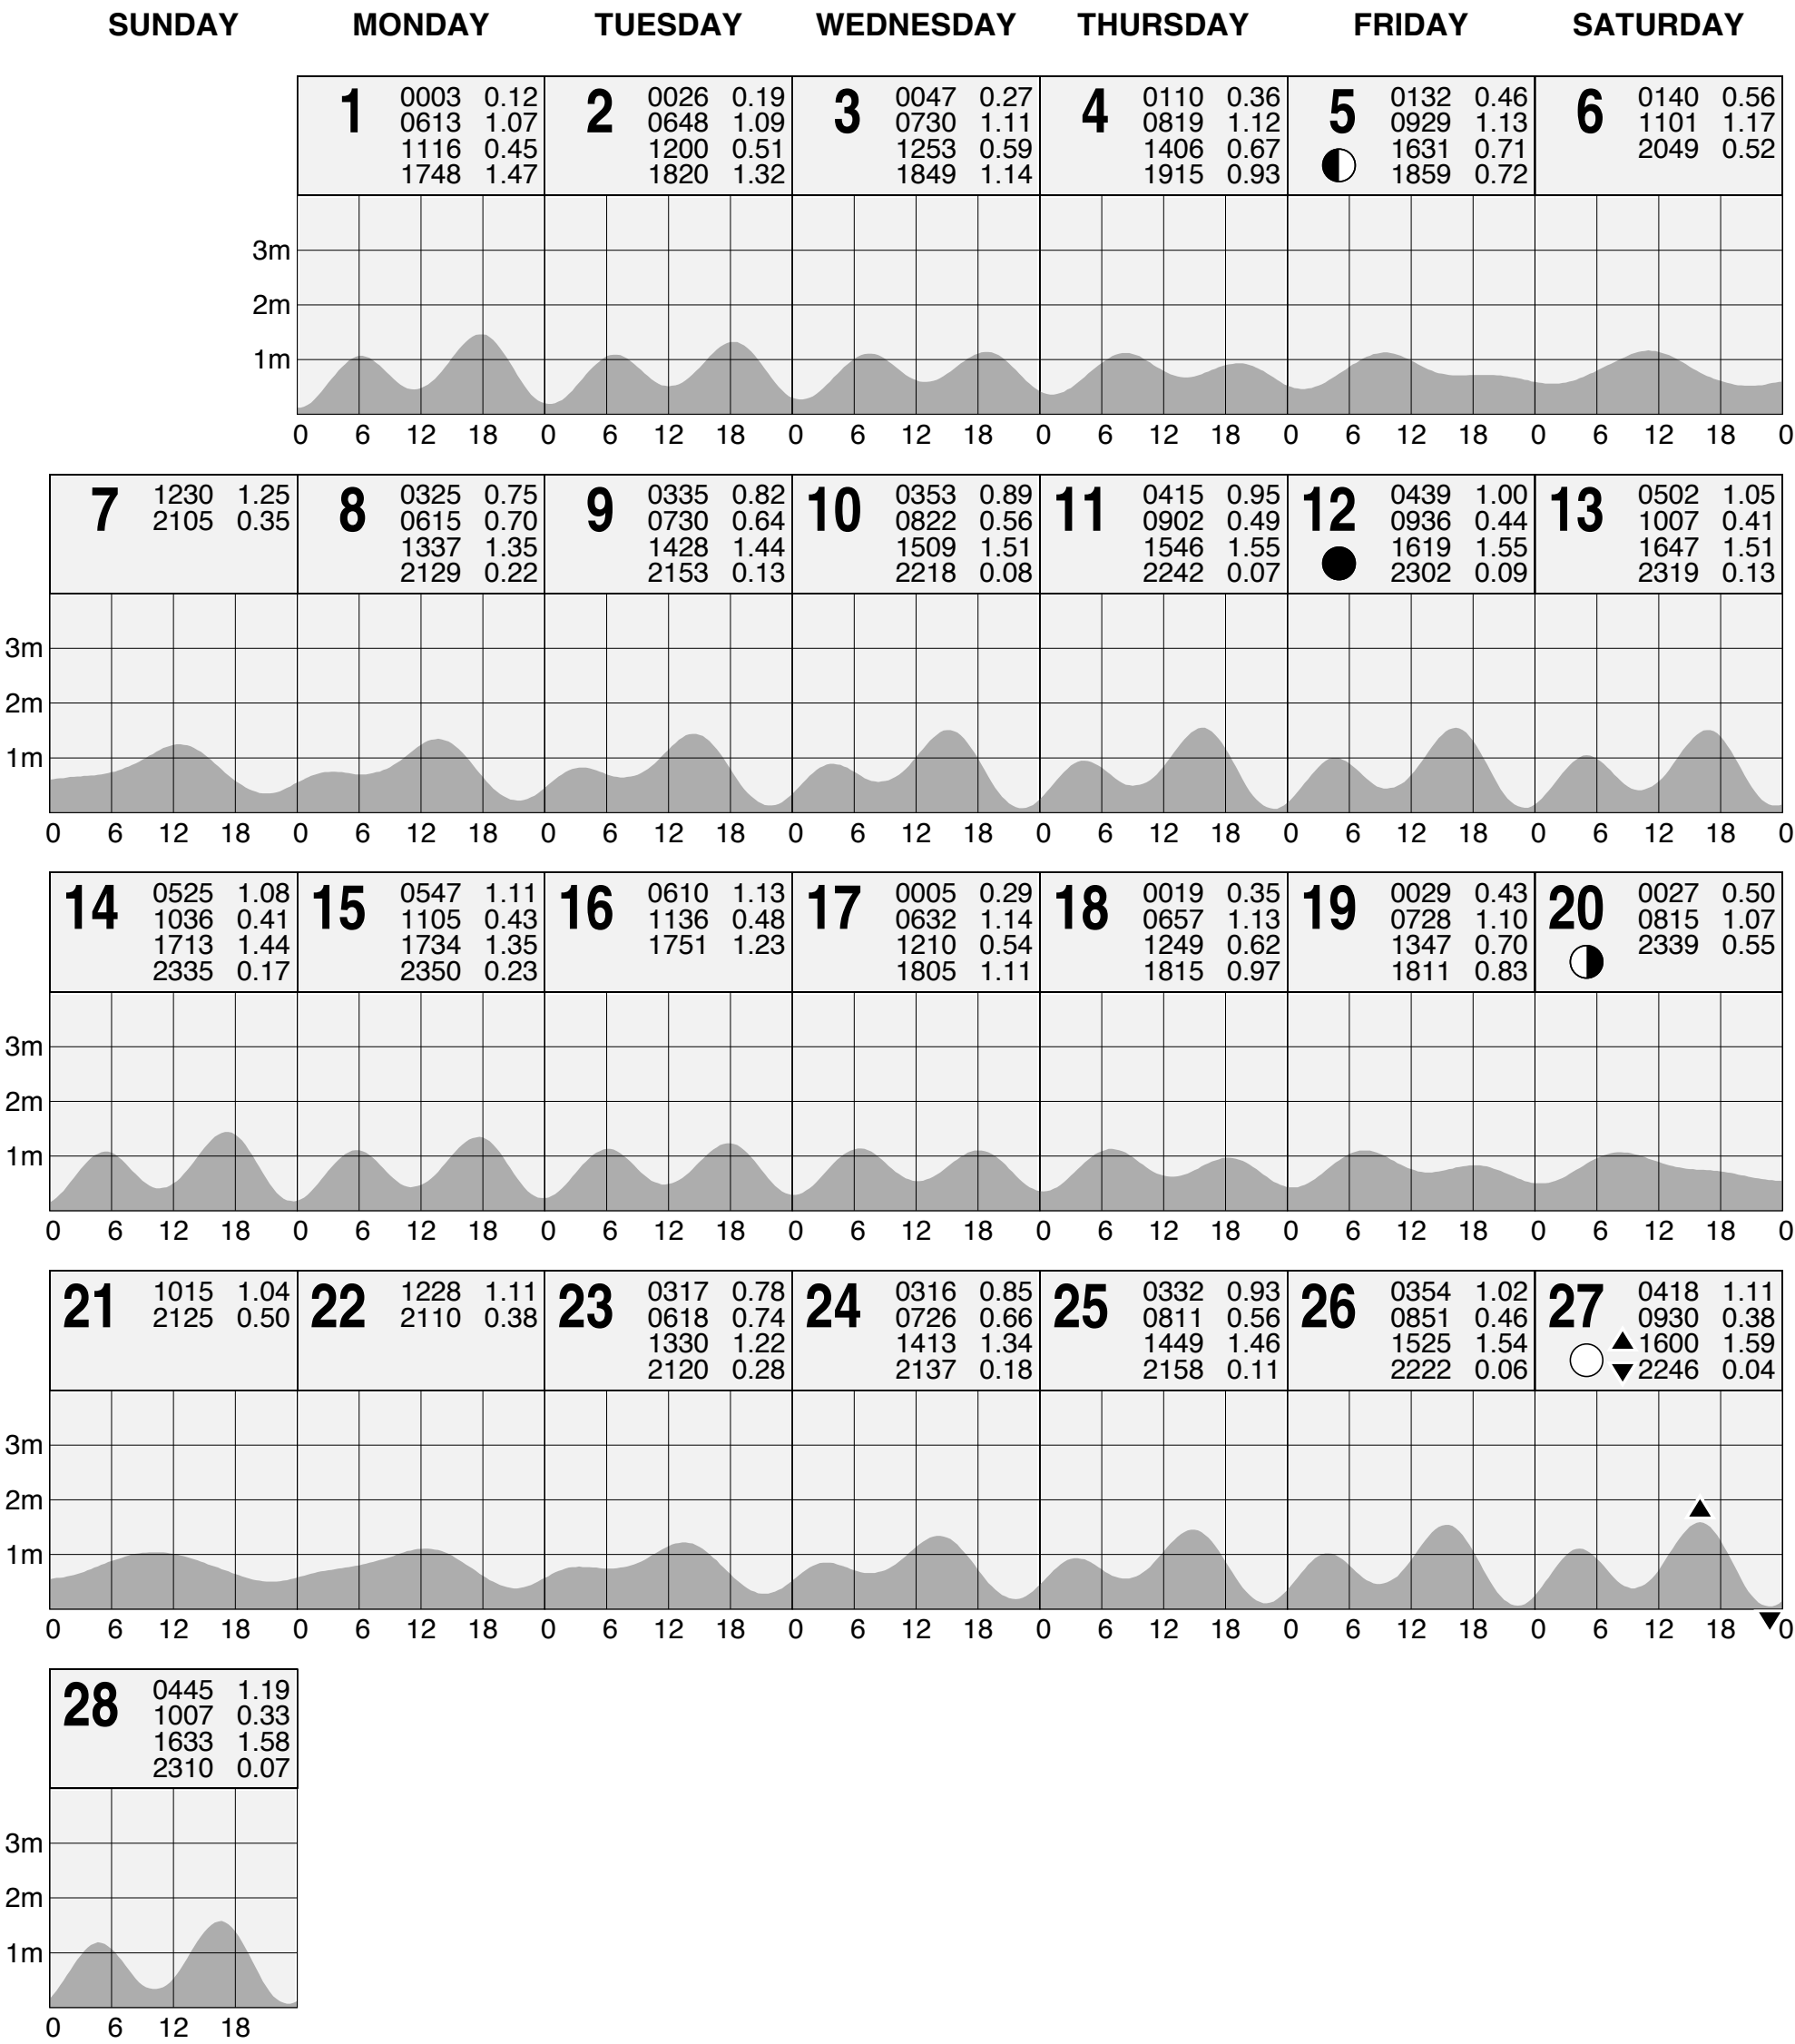 SUNDAY MONDAY TUESDAY WEDNESDAY THURSDAY FRIDAY SATURDAY
1 0003 0.12
0613 1.07
1116 0.45
1748 1.47
2 0026 0.19
0648 1.09
1200 0.51
1820 1.32
3 0047 0.27
0730 1.11
1253 0.59
1849 1.14
4 0110 0.36
0819 1.12
1406 0.67
1915 0.93
5 0132 0.46
0929 1.13
1631 0.71
1859 0.72
6 0140 0.56
1101 1.17
2049 0.52
3m
2m
1m
0 6 12 18 0 6 12 18 0 6 12 18 0 6 12 18 0 6 12 18 0 6 12 18 0
7 1230 1.25
2105 0.35
8 0325 0.75
0615 0.70
1337 1.35
2129 0.22
9 0335 0.82
0730 0.64
1428 1.44
2153 0.13
10 0353 0.89
0822 0.56
1509 1.51
2218 0.08
11 0415 0.95
0902 0.49
1546 1.55
2242 0.07
12 0439 1.00
0936 0.44
1619 1.55
2302 0.09
13 0502 1.05
1007 0.41
1647 1.51
2319 0.13
3m
2m
1m
0 6 12 18 0 6 12 18 0 6 12 18 0 6 12 18 0 6 12 18 0 6 12 18 0 6 12 18 0
14 0525 1.08
1036 0.41
1713 1.44
2335 0.17
15 0547 1.11
1105 0.43
1734 1.35
2350 0.23
16 0610 1.13
1136 0.48
1751 1.23
17 0005 0.29
0632 1.14
1210 0.54
1805 1.11
18 0019 0.35
0657 1.13
1249 0.62
1815 0.97
19 0029 0.43
0728 1.10
1347 0.70
1811 0.83
20 0027 0.50
0815 1.07
2339 0.55
3m
2m
1m
0 6 12 18 0 6 12 18 0 6 12 18 0 6 12 18 0 6 12 18 0 6 12 18 0 6 12 18 0
21 1015 1.04
2125 0.50
22 1228 1.11
2110 0.38
23 0317 0.78
0618 0.74
1330 1.22
2120 0.28
24 0316 0.85
0726 0.66
1413 1.34
2137 0.18
25 0332 0.93
0811 0.56
1449 1.46
2158 0.11
26 0354 1.02
0851 0.46
1525 1.54
2222 0.06
27 0418 1.11
0930 0.38
1600 1.59
2246 0.04
3m
2m
1m
0 6 12 18 0 6 12 18 0 6 12 18 0 6 12 18 0 6 12 18 0 6 12 18 0 6 12 18 0
28 0445 1.19
1007 0.33
1633 1.58
2310 0.07
3m
2m
1m
0 6 12 18